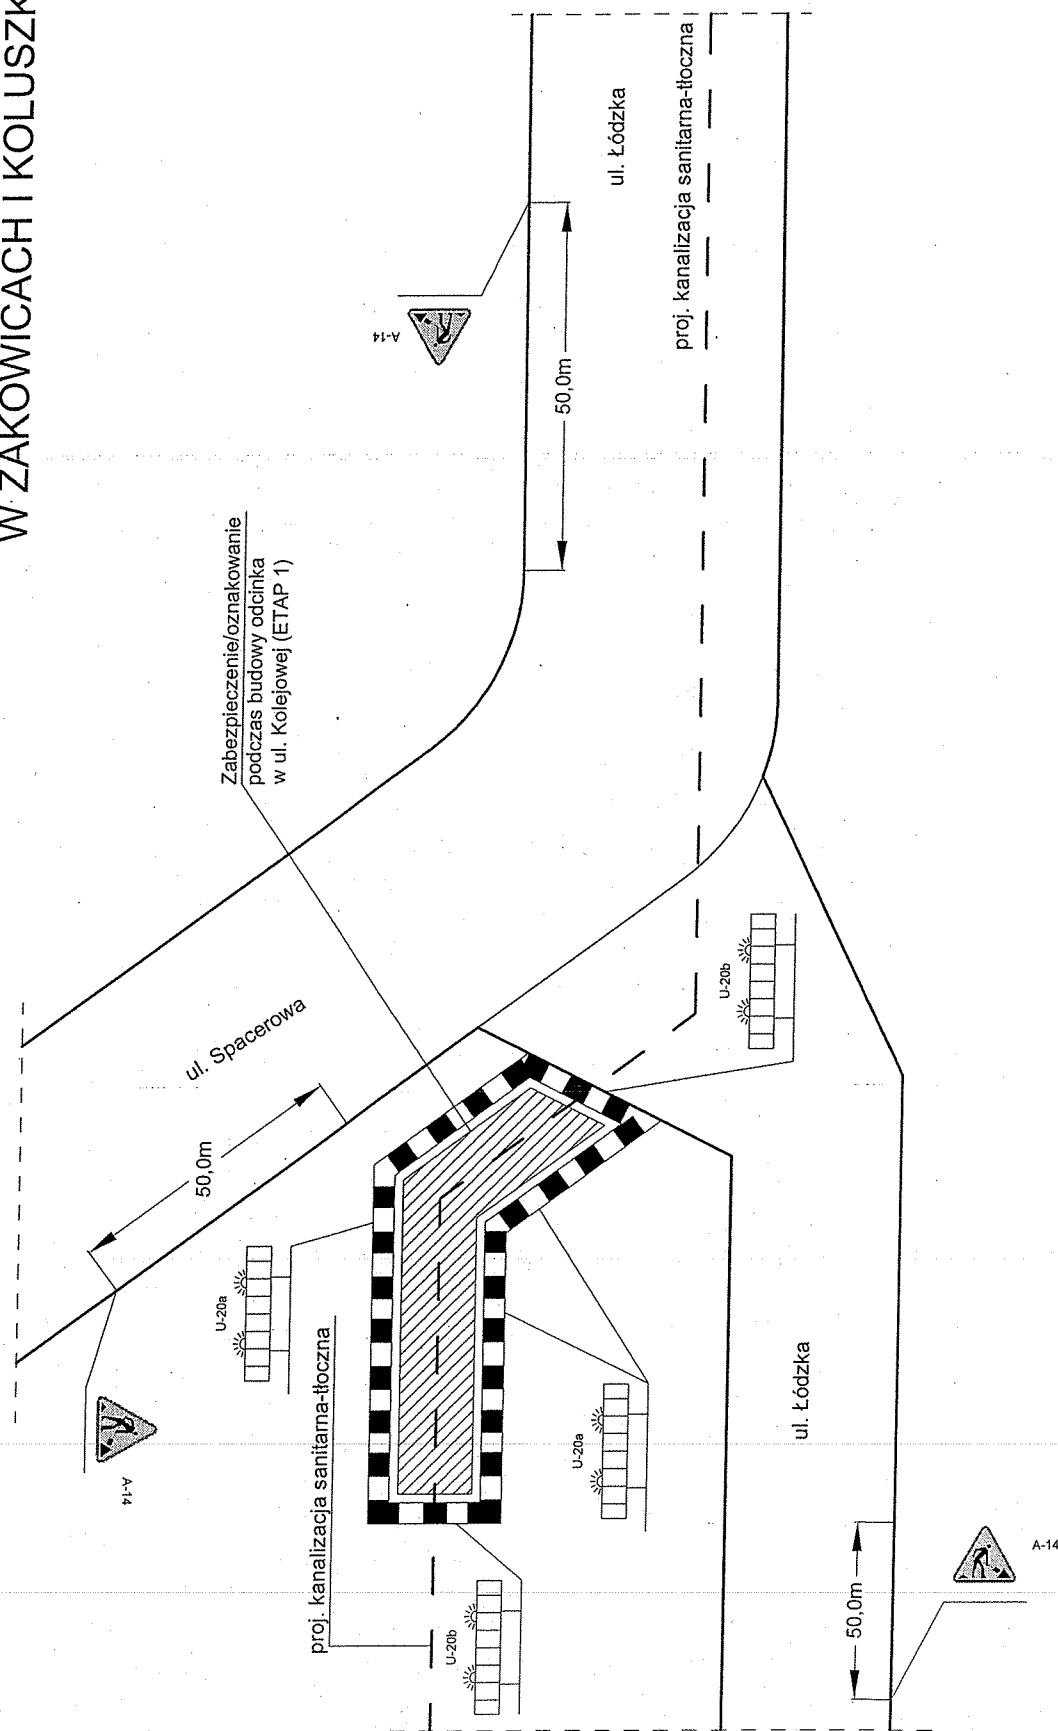 W ŻAKOWICACH I KOLUSZK
ul. Łódzka
proj. kanalizacja sanitarna-tłoczna
A-14
50,0m
Zabezpieczenie/oznakowanie
podczas budowy odcinka
w ul. Kolejowej (ETAP 1)
ul. Spacerowa
50,0m
U-20b
U-20a
A-14
proj. kanalizacja sanitarna-tłoczna
U-20a
ul. Łódzka
U-20b
50,0m
A-14